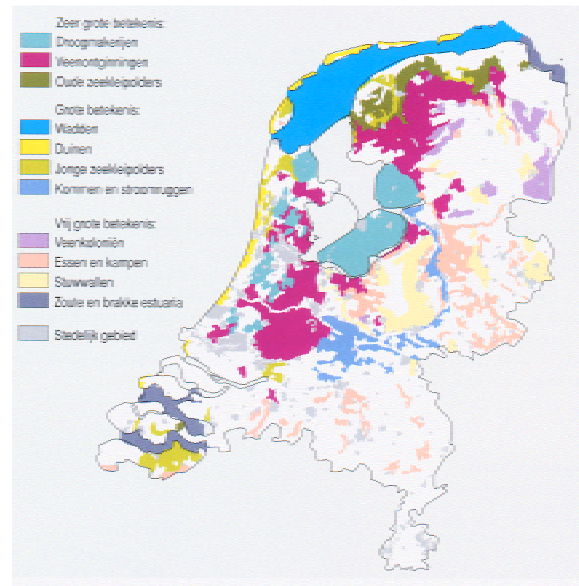 Zeer grote betekenis:
Droogmakerijen
Veenontginningen
Oude zeekleipolders
Grote betekenis:
Wadden
Duinen
Jonge zeekleipolders
Kommen en stroomruggen
Vrij grote betekenis:
Veenkoloniën
Essen en kampen
Stuwwallen
Zoute en brakke estuaria
Stedelijk gebied